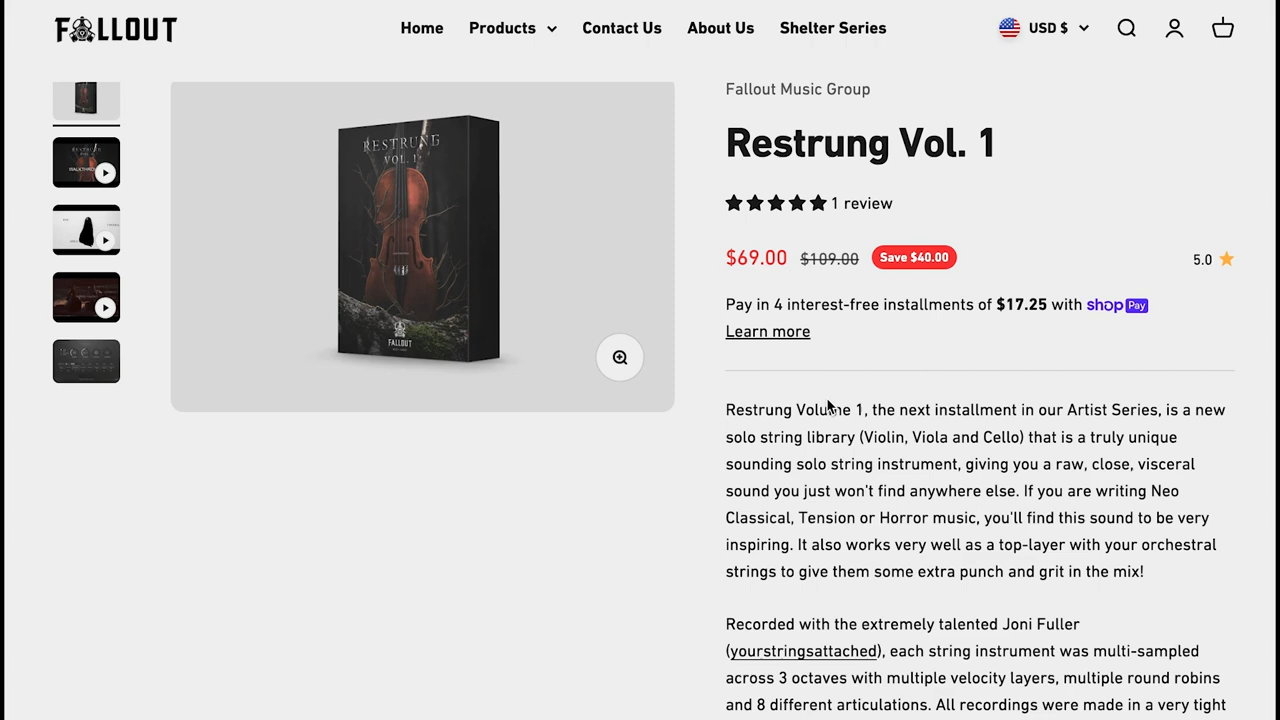 FALLOUT
Home Products Contact Us About Us Shelter Series USD $
Fallout Music Group
Restrung Vol. 1
1 review
$69.00 $109.00 Save $40.00 5.0
Pay in 4 interest-free installments of $17.25 with shop Pay
Learn more
RESTRUNG
VOL. 1
FALLOUT
Restrung Volume 1, the next installment in our Artist Series, is a new
solo string library (Violin, Viola and Cello) that is a truly unique
sounding solo string instrument, giving you a raw, close, visceral
sound you just won't find anywhere else. If you are writing Neo
Classical, Tension or Horror music, you'll find this sound to be very
inspiring. It also works very well as a top-layer with your orchestral
strings to give them some extra punch and grit in the mix!
Recorded with the extremely talented Joni Fuller
(yourstringsattached), each string instrument was multi-sampled
across 3 octaves with multiple velocity layers, multiple round robins
and 8 different articulations. All recordings were made in a very tight